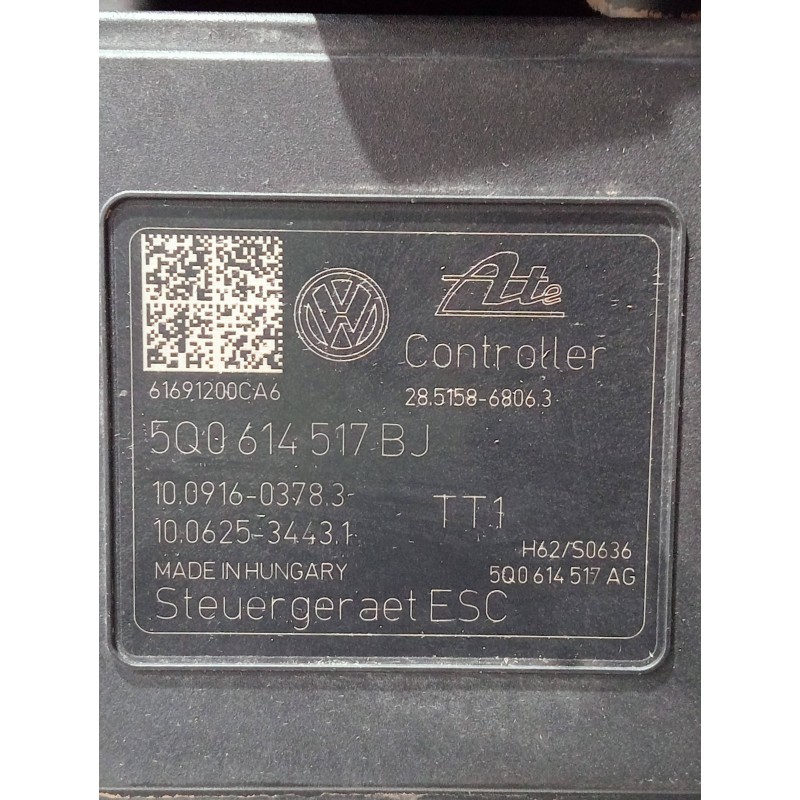 VW
Ate
Controller
61691200CA6
28.5158-6806.3
5Q0 614 517 BJ
10.0916-0378.3
TT1
10.0625-3443.1
H62/S0636
MADE IN HUNGARY
5Q0 614 517 AG
Steuergeraet ESC